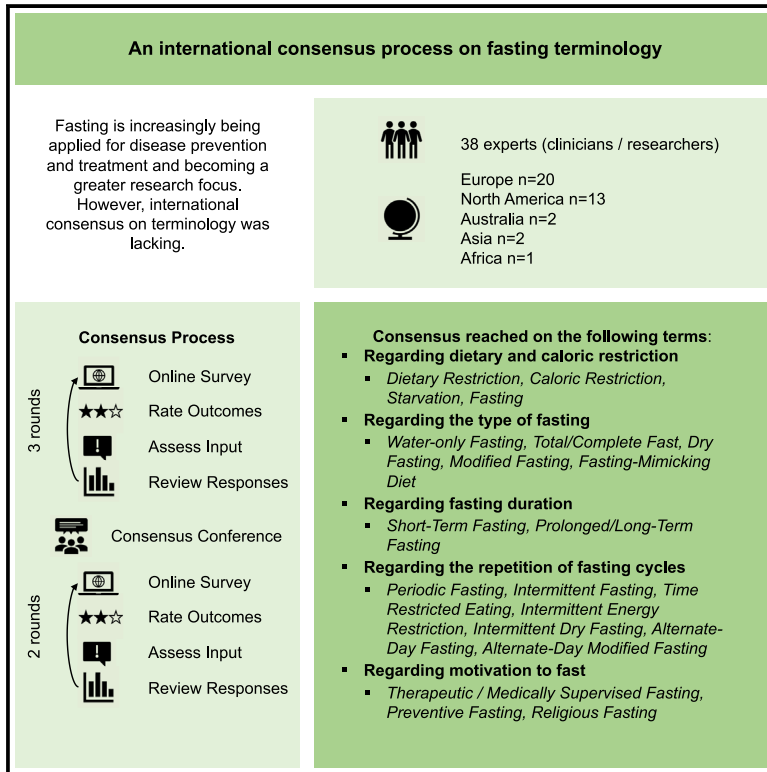 An international consensus process on fasting terminology
Fasting is increasingly being
applied for disease prevention
and treatment and becoming a
greater research focus.
However, international
consensus on terminology was
lacking.
38 experts (clinicians / researchers)
Europe n=20
North America n=13
Australia n=2
Asia n=2
Africa n=1
Consensus Process
3 rounds
Online Survey
Rate Outcomes
Assess Input
Review Responses
Consensus Conference
2 rounds
Online Survey
Rate Outcomes
Assess Input
Review Responses
Consensus reached on the following terms:
▪ Regarding dietary and caloric restriction
▪ Dietary Restriction, Caloric Restriction,
Starvation, Fasting
▪ Regarding the type of fasting
▪ Water-only Fasting, Total/Complete Fast, Dry
Fasting, Modified Fasting, Fasting-Mimicking
Diet
▪ Regarding fasting duration
▪ Short-Term Fasting, Prolonged/Long-Term
Fasting
▪ Regarding the repetition of fasting cycles
▪ Periodic Fasting, Intermittent Fasting, Time
Restricted Eating, Intermittent Energy
Restriction, Intermittent Dry Fasting, Alternate-
Day Fasting, Alternate-Day Modified Fasting
▪ Regarding motivation to fast
▪ Therapeutic / Medically Supervised Fasting,
Preventive Fasting, Religious Fasting